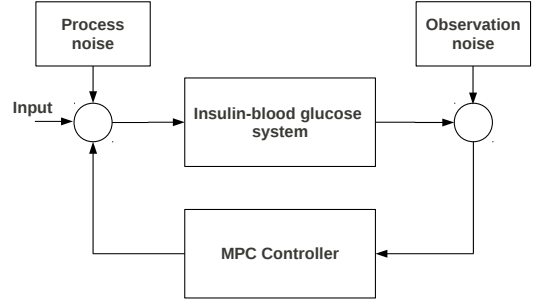 Process
noise
Observation
noise
Input
Insulin-blood glucose
system
MPC Controller